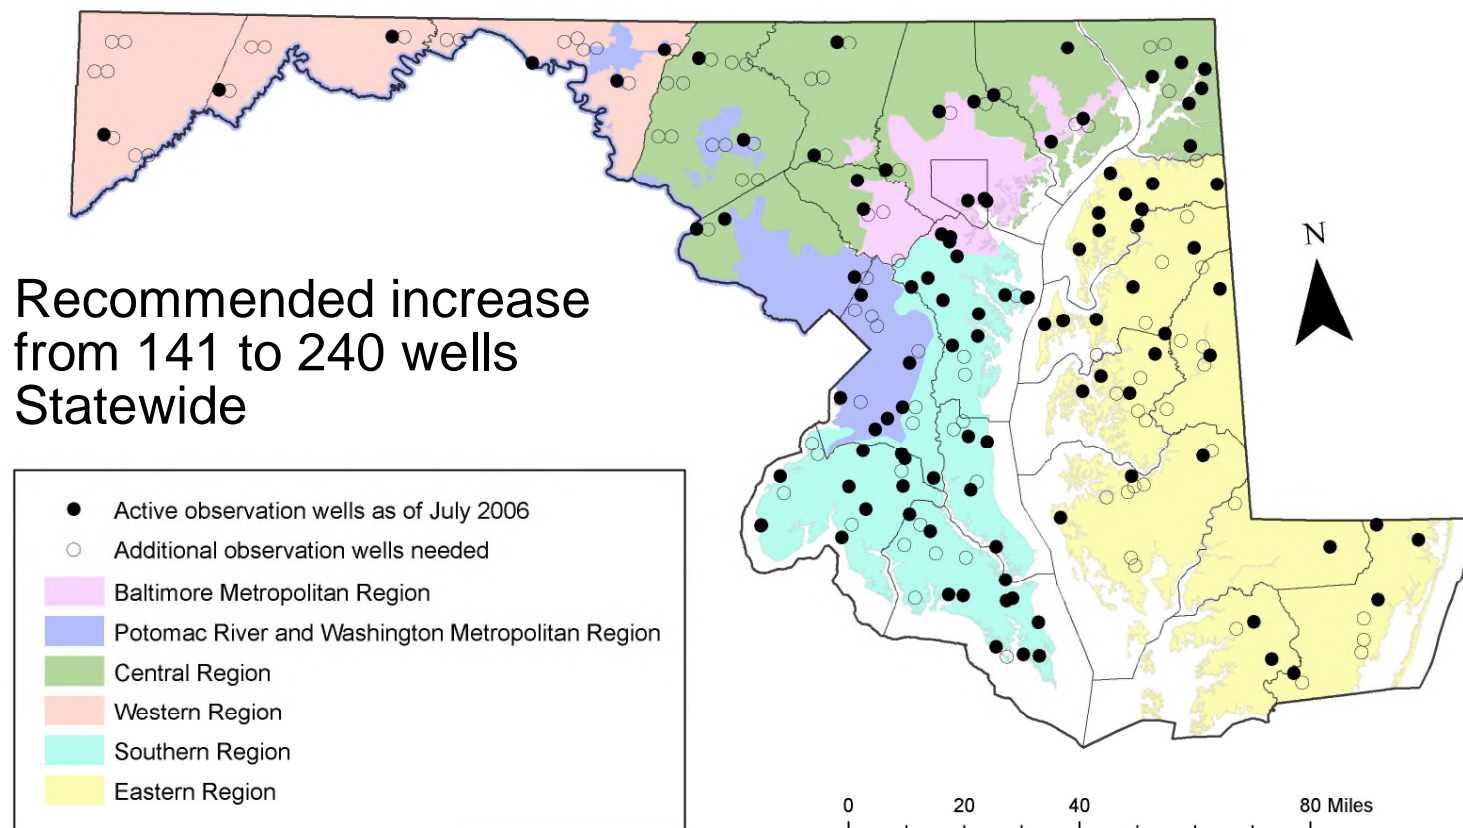 N
Recommended increase
from 141 to 240 wells
Statewide
Active observation wells as of July 2006
Additional observation wells needed
Baltimore Metropolitan Region
Potomac River and Washington Metropolitan Region
Central Region
Western Region
Southern Region
Eastern Region
0 20 40 80 Miles